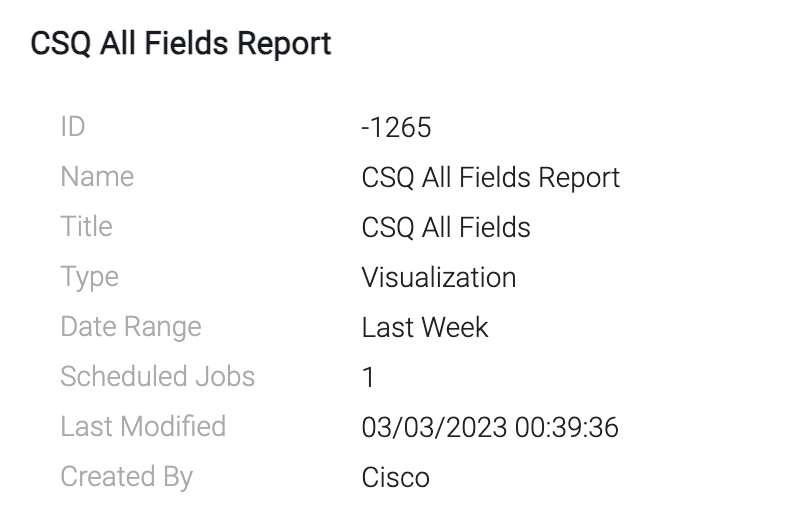 CSQ All Fields Report
ID -1265
Name CSQ All Fields Report
Title CSQ All Fields
Type Visualization
Date Range Last Week
Scheduled Jobs 1
Last Modified 03/03/2023 00:39:36
Created By Cisco